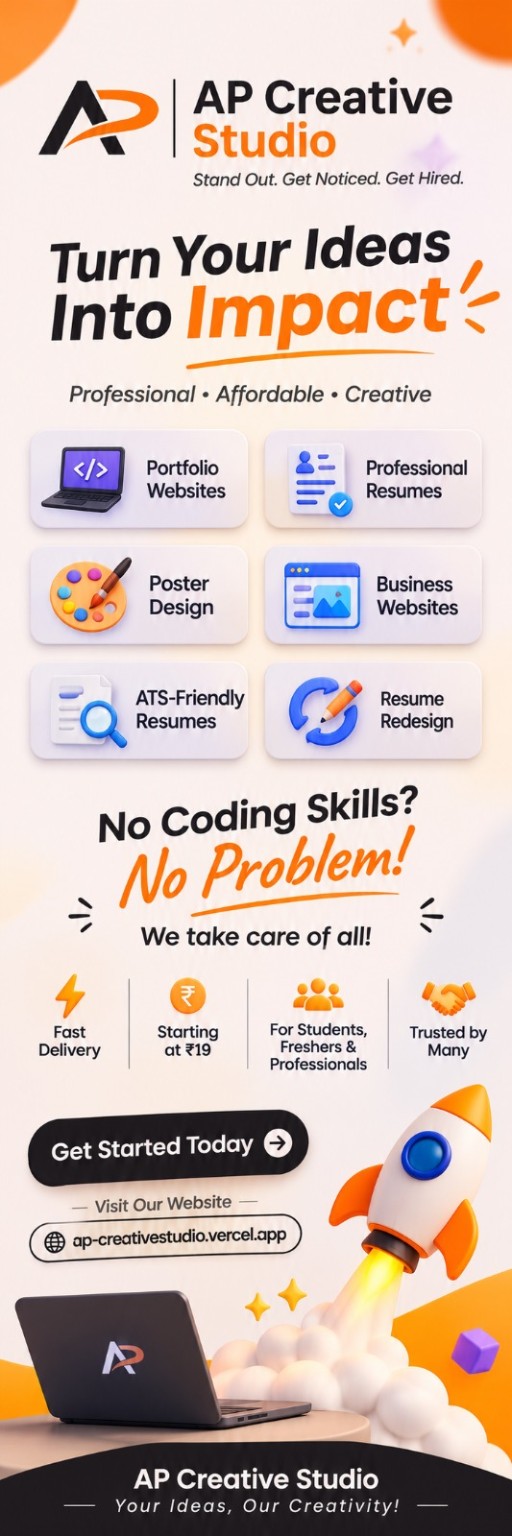 AP Creative
Studio
Stand Out. Get Noticed. Get Hired.
Turn Your Ideas
Into Impact
Professional • Affordable • Creative
Portfolio
Websites
Professional
Resumes
Poster
Design
Business
Websites
ATS-Friendly
Resumes
Resume
Redesign
No Coding Skills?
No Problem!
We take care of all!
Fast
Delivery
Starting
at ₹19
For Students,
Freshers &
Professionals
Trusted by
Many
Get Started Today
Visit Our Website
ap-creativestudio.vercel.app
AP Creative Studio
Your Ideas, Our Creativity!